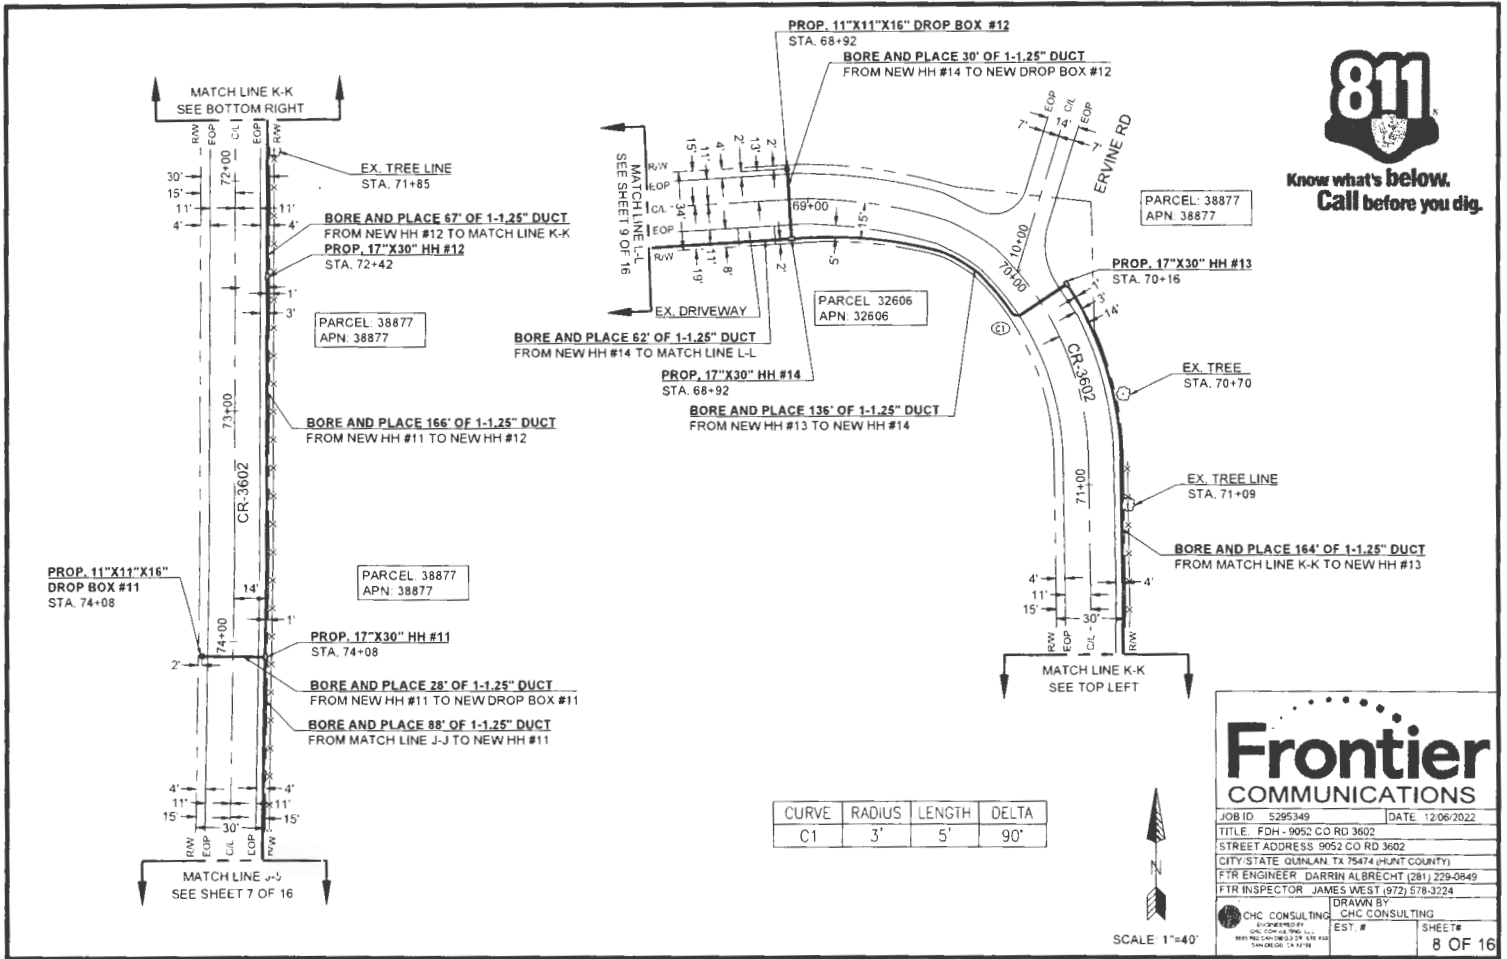 MATCH LINE K-K
SEE BOTTOM RIGHT
R/W
EOP
C/L
EOP
R/W
72+00
30'
15'
11'
4'
11'
4'
EX. TREE LINE
STA. 71+85
BORE AND PLACE 67' OF 1-1.25" DUCT
FROM NEW HH #12 TO MATCH LINE K-K
PROP. 17"X30" HH #12
STA. 72+42
1'
3'
PARCEL: 38877
APN: 38877
73+00
BORE AND PLACE 166' OF 1-1.25" DUCT
FROM NEW HH #11 TO NEW HH #12
CR-3602
PROP. 11"X11"X16"
DROP BOX #11
STA. 74+08
PARCEL: 38877
APN: 38877
14'
74+00
1'
2'
PROP. 17"X30" HH #11
STA. 74+08
BORE AND PLACE 28' OF 1-1.25" DUCT
FROM NEW HH #11 TO NEW DROP BOX #11
BORE AND PLACE 88' OF 1-1.25" DUCT
FROM MATCH LINE J-J TO NEW HH #11
4'
11'
15'
30'
4'
11'
15'
R/W
EOP
C/L
EOP
R/W
MATCH LINE J-J
SEE SHEET 7 OF 16
PROP. 11"X11"X16" DROP BOX #12
STA. 68+92
BORE AND PLACE 30' OF 1-1.25" DUCT
FROM NEW HH #14 TO NEW DROP BOX #12
MATCH LINE L-L
SEE SHEET 9 OF 16
R/W
EOP
C/L
EOP
R/W
15'
11'
4'
2'
13'
2'
34'
19'
11'
8'
2'
5'
15'
69+00
EOP
C/L
EOP
7'
14'
7'
ERVINE RD
10+00
70+00
PARCEL: 38877
APN: 38877
PROP. 17"X30" HH #13
STA. 70+16
1'
3'
14'
EX. DRIVEWAY
PARCEL 32606
APN: 32606
C1
BORE AND PLACE 62' OF 1-1.25" DUCT
FROM NEW HH #14 TO MATCH LINE L-L
PROP. 17"X30" HH #14
STA. 68+92
BORE AND PLACE 136' OF 1-1.25" DUCT
FROM NEW HH #13 TO NEW HH #14
CR-3602
EX. TREE
STA. 70+70
71+00
EX. TREE LINE
STA. 71+09
BORE AND PLACE 164' OF 1-1.25" DUCT
FROM MATCH LINE K-K TO NEW HH #13
4'
11'
15'
30'
4'
R/W
EOP
C/L
EOP
R/W
MATCH LINE K-K
SEE TOP LEFT
811
Know what's below.
Call before you dig.
CURVE RADIUS LENGTH DELTA
C1 3' 5' 90°
N
SCALE: 1"=40'
Frontier
COMMUNICATIONS
JOB ID 5295349 DATE 12/06/2022
TITLE: FDH - 9052 CO RD 3602
STREET ADDRESS 9052 CO RD 3602
CITY/STATE QUINLAN, TX 75474 (HUNT COUNTY)
FTR ENGINEER DARRIN ALBRECHT (281) 229-0849
FTR INSPECTOR JAMES WEST (972) 578-3224
CHC CONSULTING
DRAWN BY
CHC CONSULTING
EST. #
SHEET#
8 OF 16